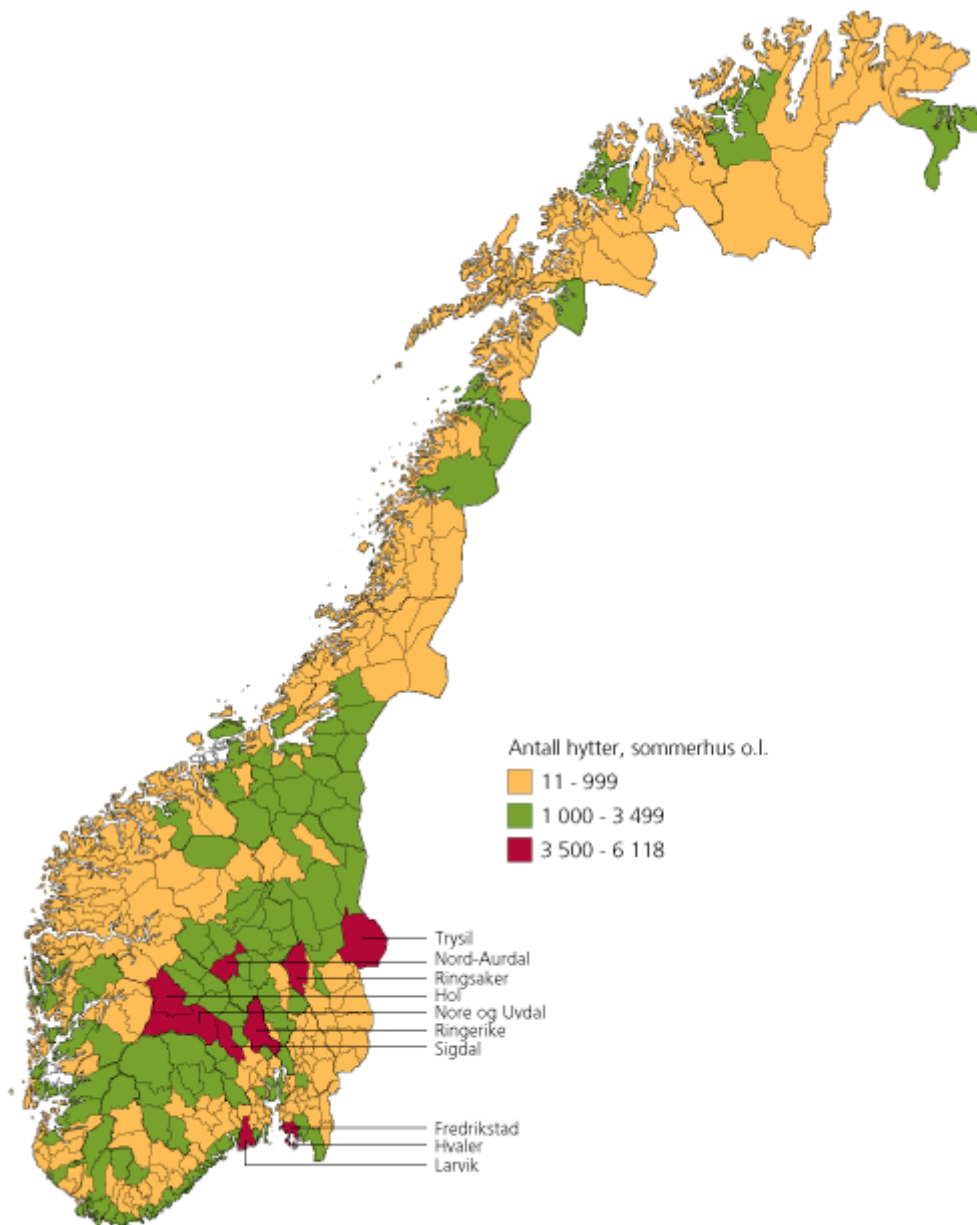 Antall hytter, sommerhus o.l.
11 - 999
1 000 - 3 499
3 500 - 6 118
Trysil
Nord-Aurdal
Ringsaker
Hol
Nore og Uvdal
Ringerike
Sigdal
Fredrikstad
Hvaler
Larvik